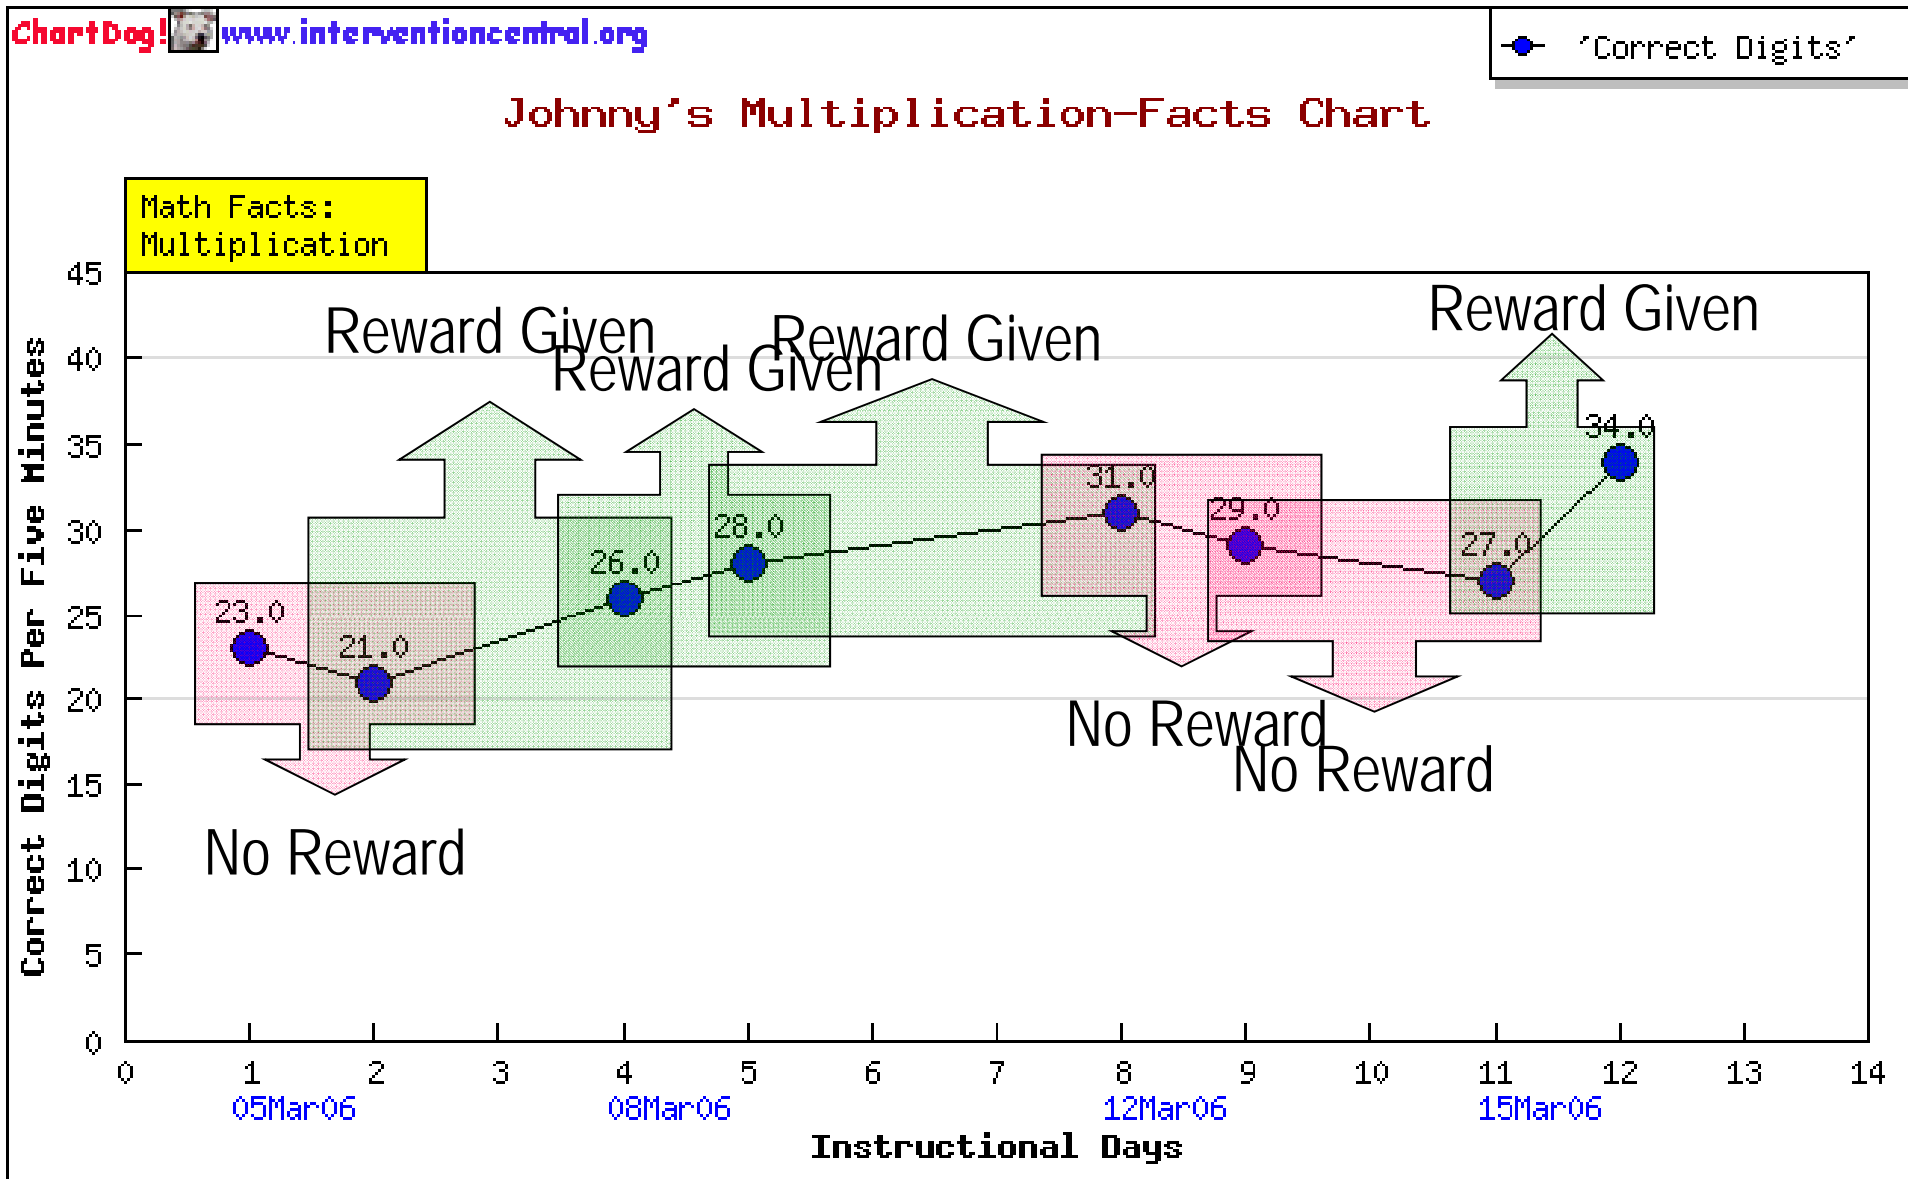 ChartDog! www.interventioncentral.org
'Correct Digits'
Johnny's Multiplication-Facts Chart
Math Facts:
Multiplication
Reward Given
Reward Given
Reward Given
Reward Given
45
40
35
30
25
20
15
10
5
0
Correct Digits Per Five Minutes
23.0
21.0
26.0
28.0
31.0
29.0
27.0
34.0
No Reward
No Reward
No Reward
0 1 2 3 4 5 6 7 8 9 10 11 12 13 14
05Mar06 08Mar06 12Mar06 15Mar06
Instructional Days